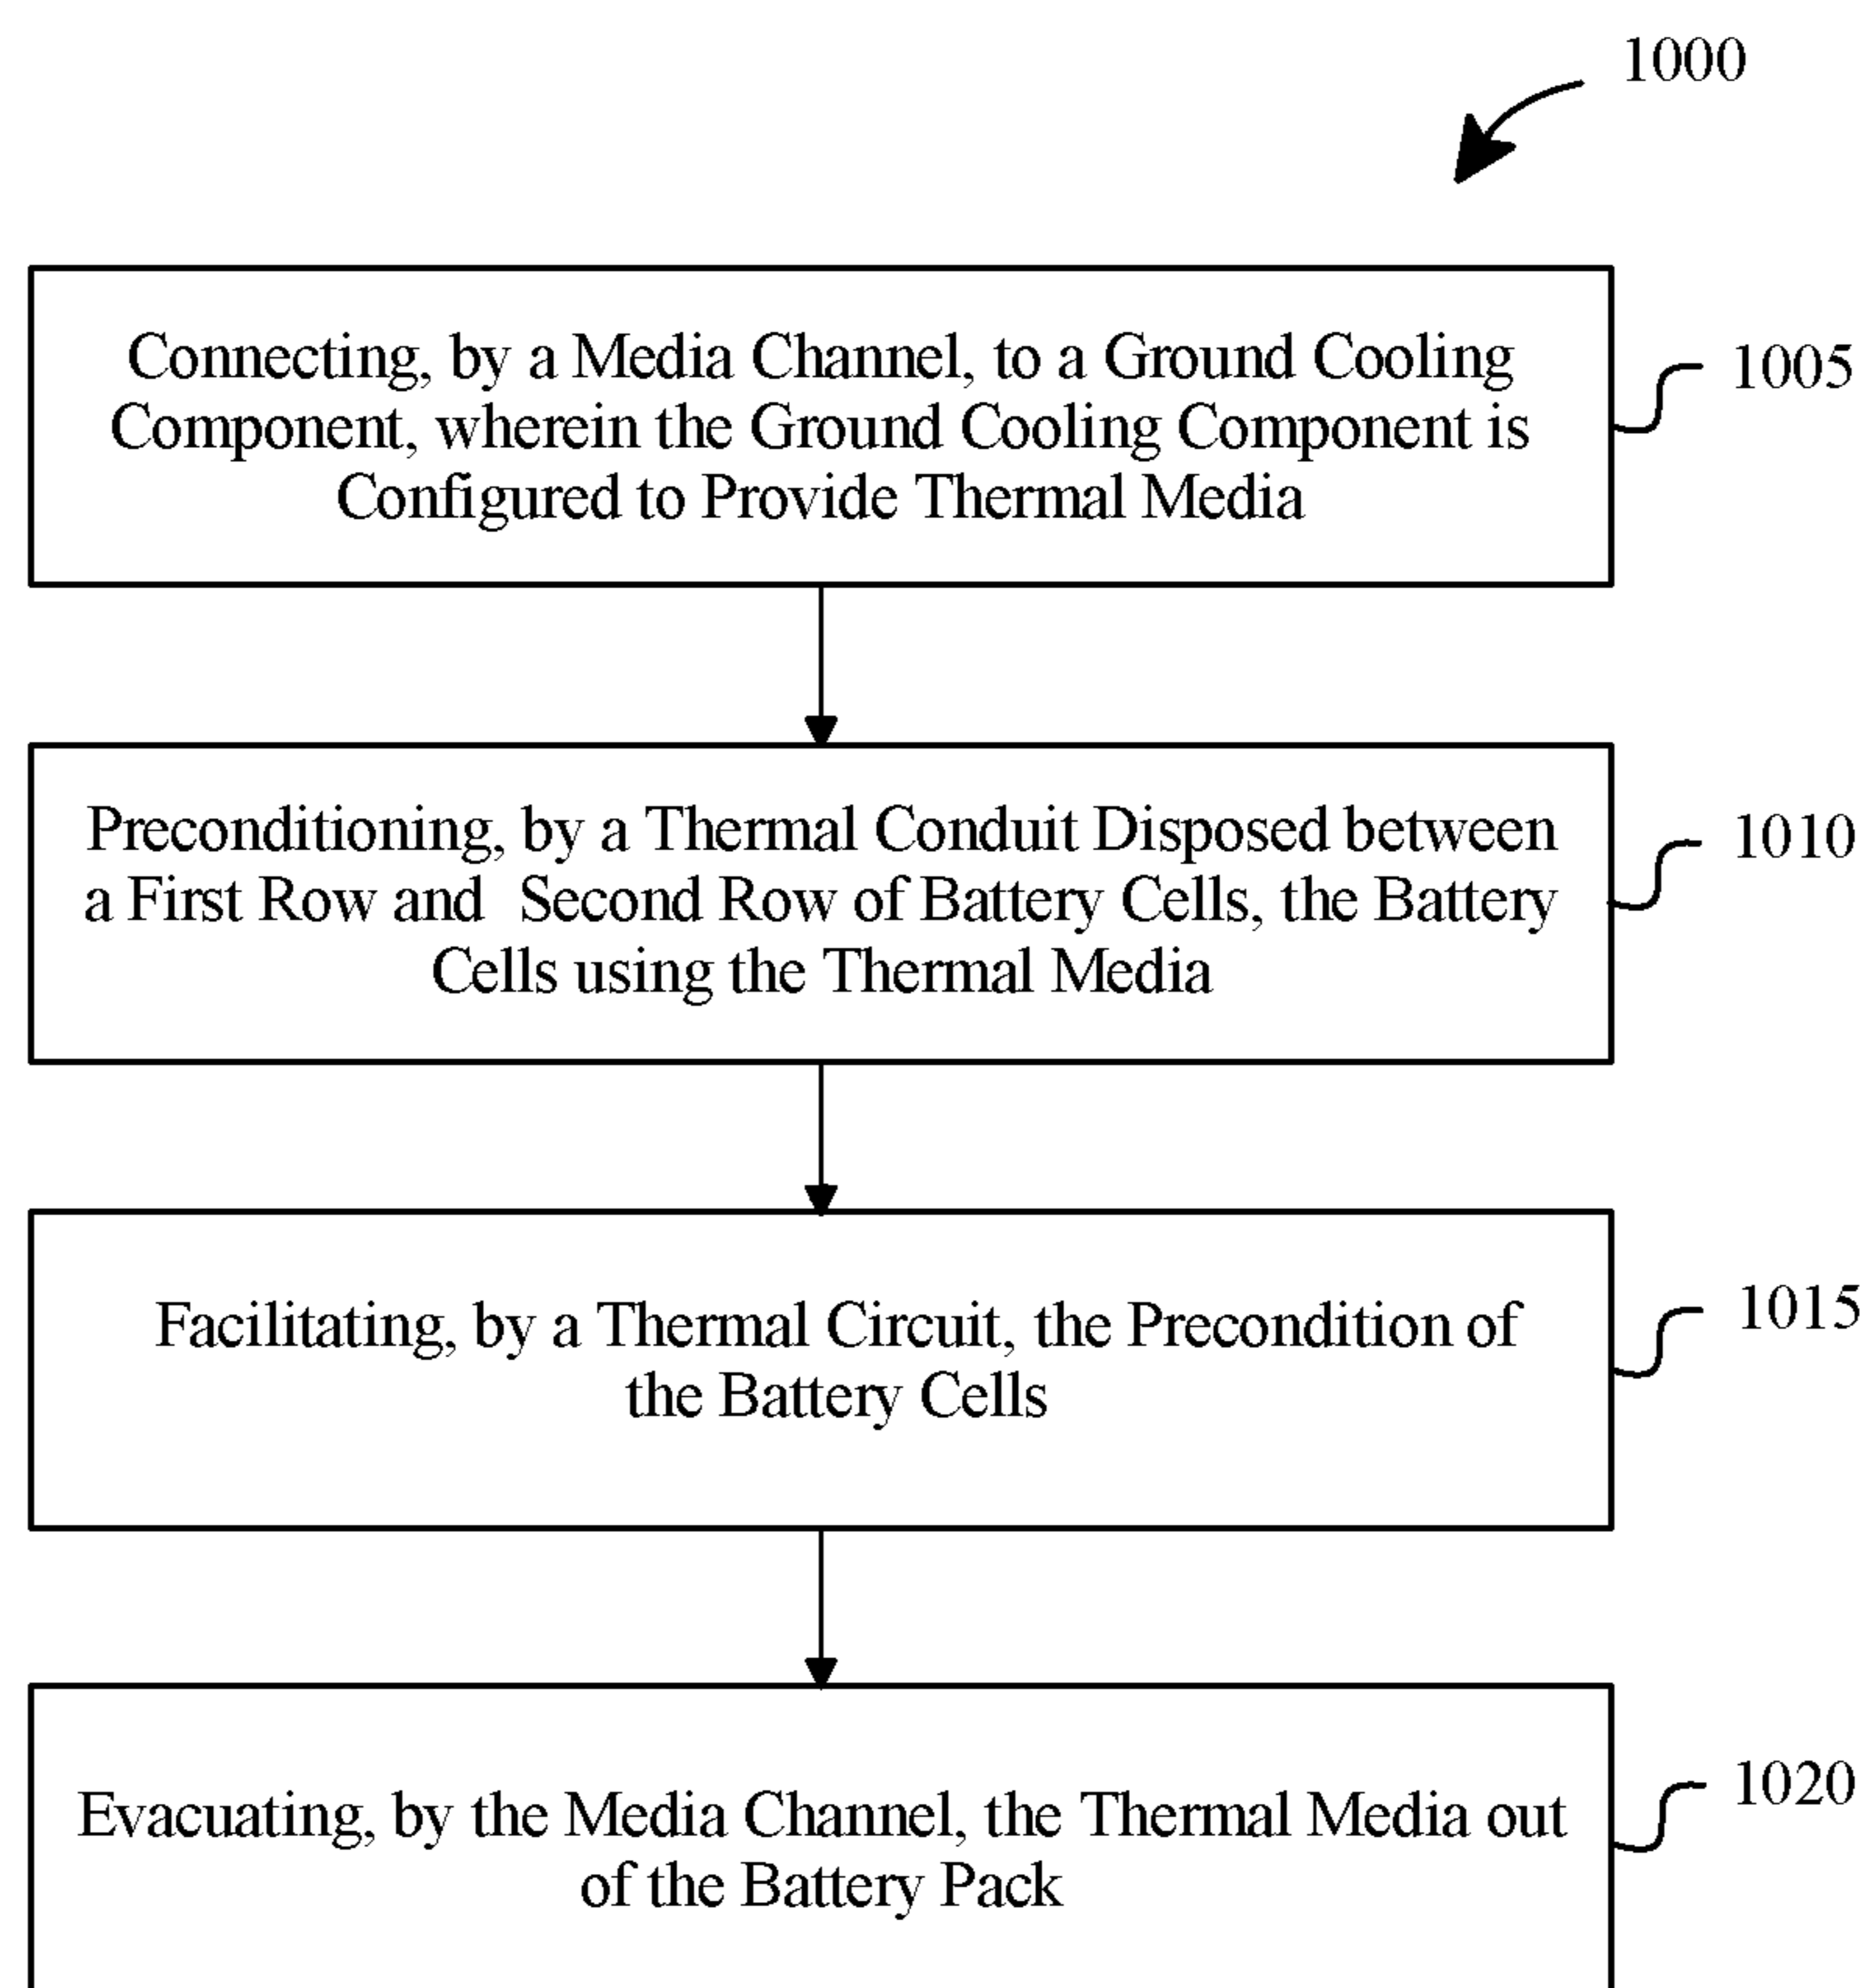 1000
Connecting, by a Media Channel, to a Ground Cooling
Component, wherein the Ground Cooling Component is
Configured to Provide Thermal Media
1005
Preconditioning, by a Thermal Conduit Disposed between
a First Row and Second Row of Battery Cells, the Battery
Cells using the Thermal Media
1010
Facilitating, by a Thermal Circuit, the Precondition of
the Battery Cells
1015
Evacuating, by the Media Channel, the Thermal Media out
of the Battery Pack
1020